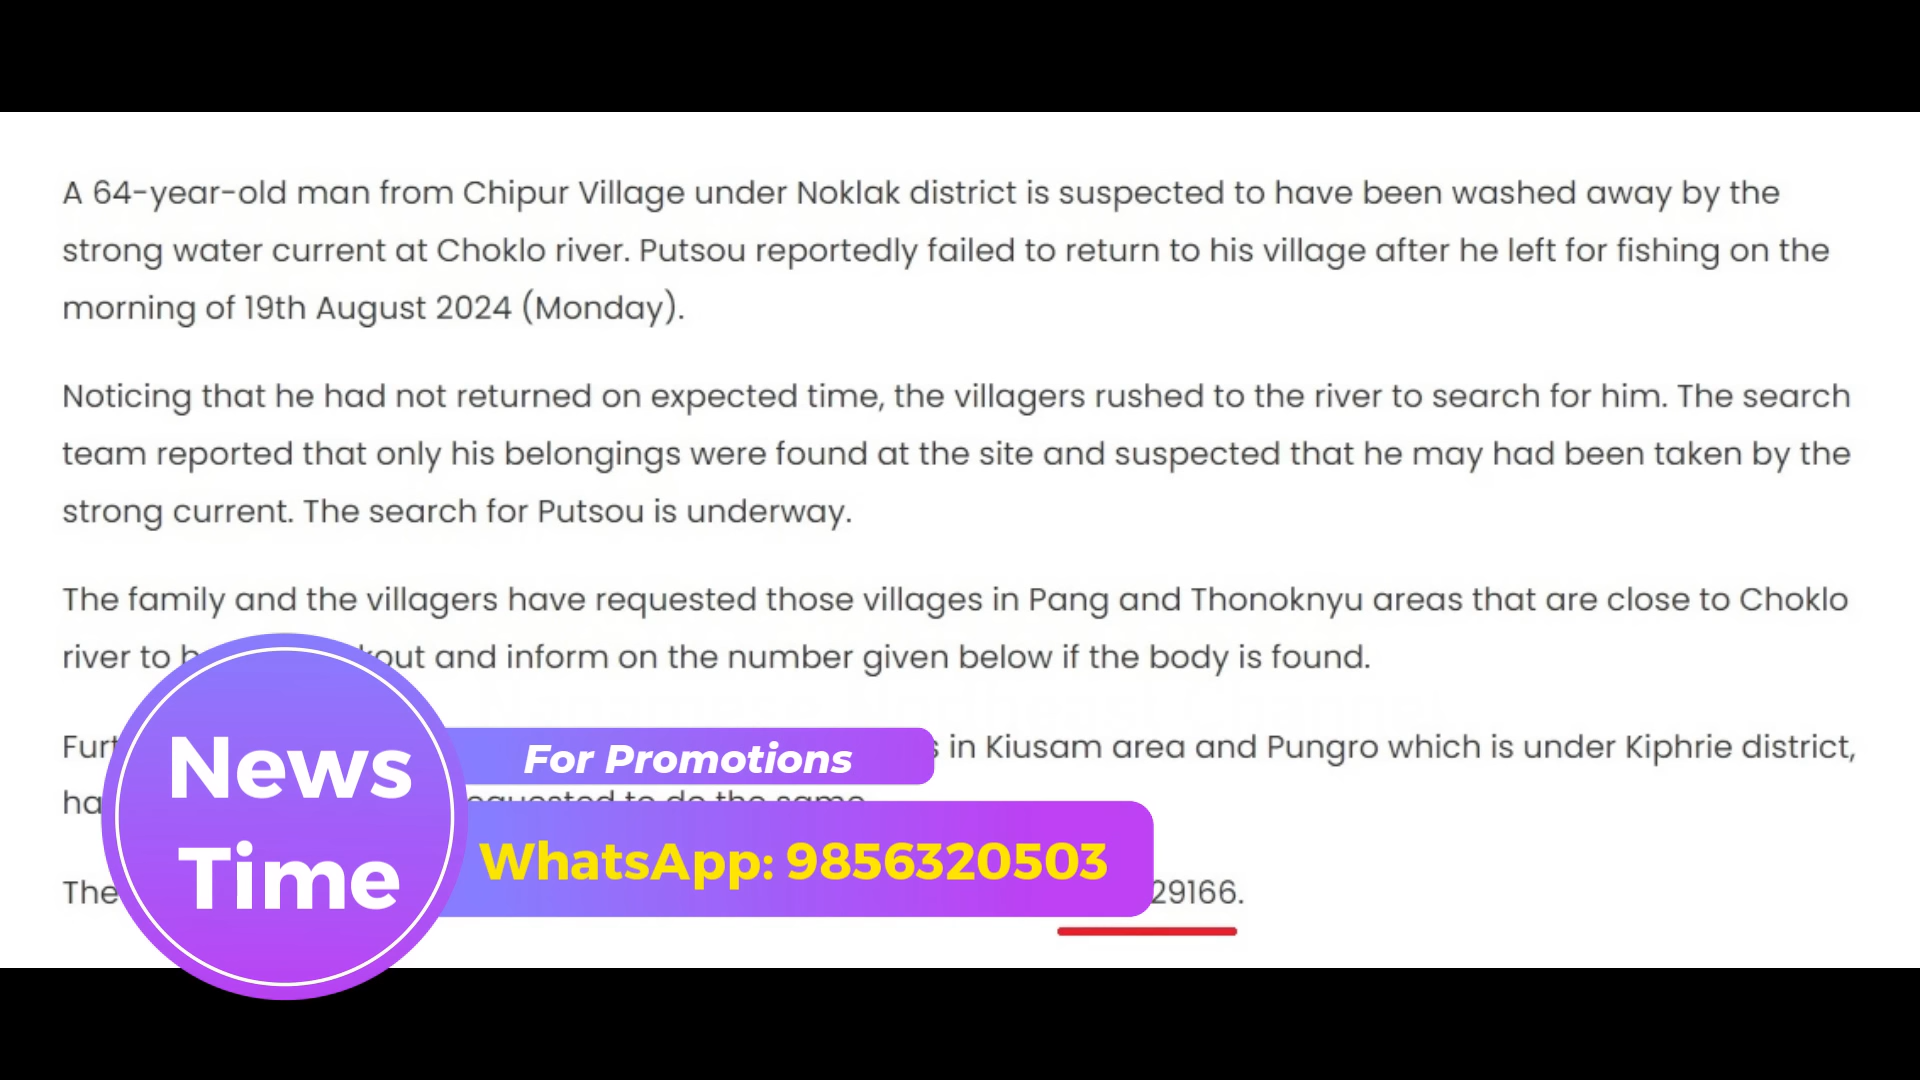 A 64-year-old man from Chipur Village under Noklak district is suspected to have been washed away by the
strong water current at Choklo river. Putsou reportedly failed to return to his village after he left for fishing on the
morning of 19th August 2024 (Monday).
Noticing that he had not returned on expected time, the villagers rushed to the river to search for him. The search
team reported that only his belongings were found at the site and suspected that he may had been taken by the
strong current. The search for Putsou is underway.
The family and the villagers have requested those villages in Pang and Thonoknyu areas that are close to Choklo
river to and inform on the number given below if the body is found.
in Kiusam area and Pungro which is under Kiphrie district,
requested to do the same.
The 29166.
News
Time
For Promotions
WhatsApp: 9856320503